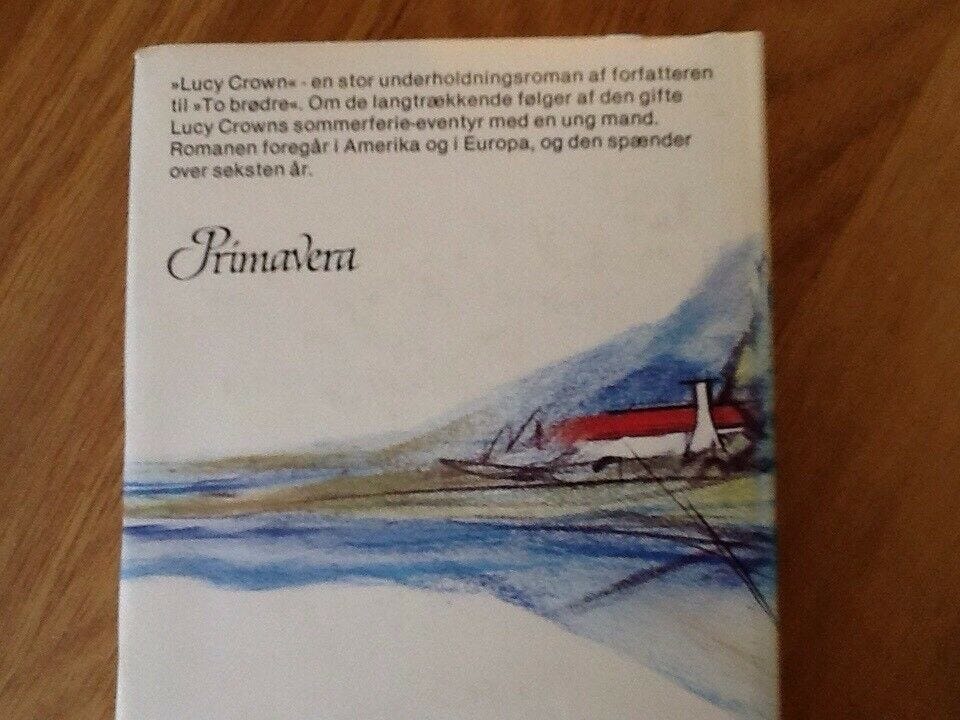 »Lucy Crown« - en stor underholdningsroman af forfatteren
til »To brødre«. Om de langtrækkende følger af den gifte
Lucy Crowns sommerferie-eventyr med en ung mand.
Romanen foregår i Amerika og i Europa, og den spænder
over seksten år.
Primavera